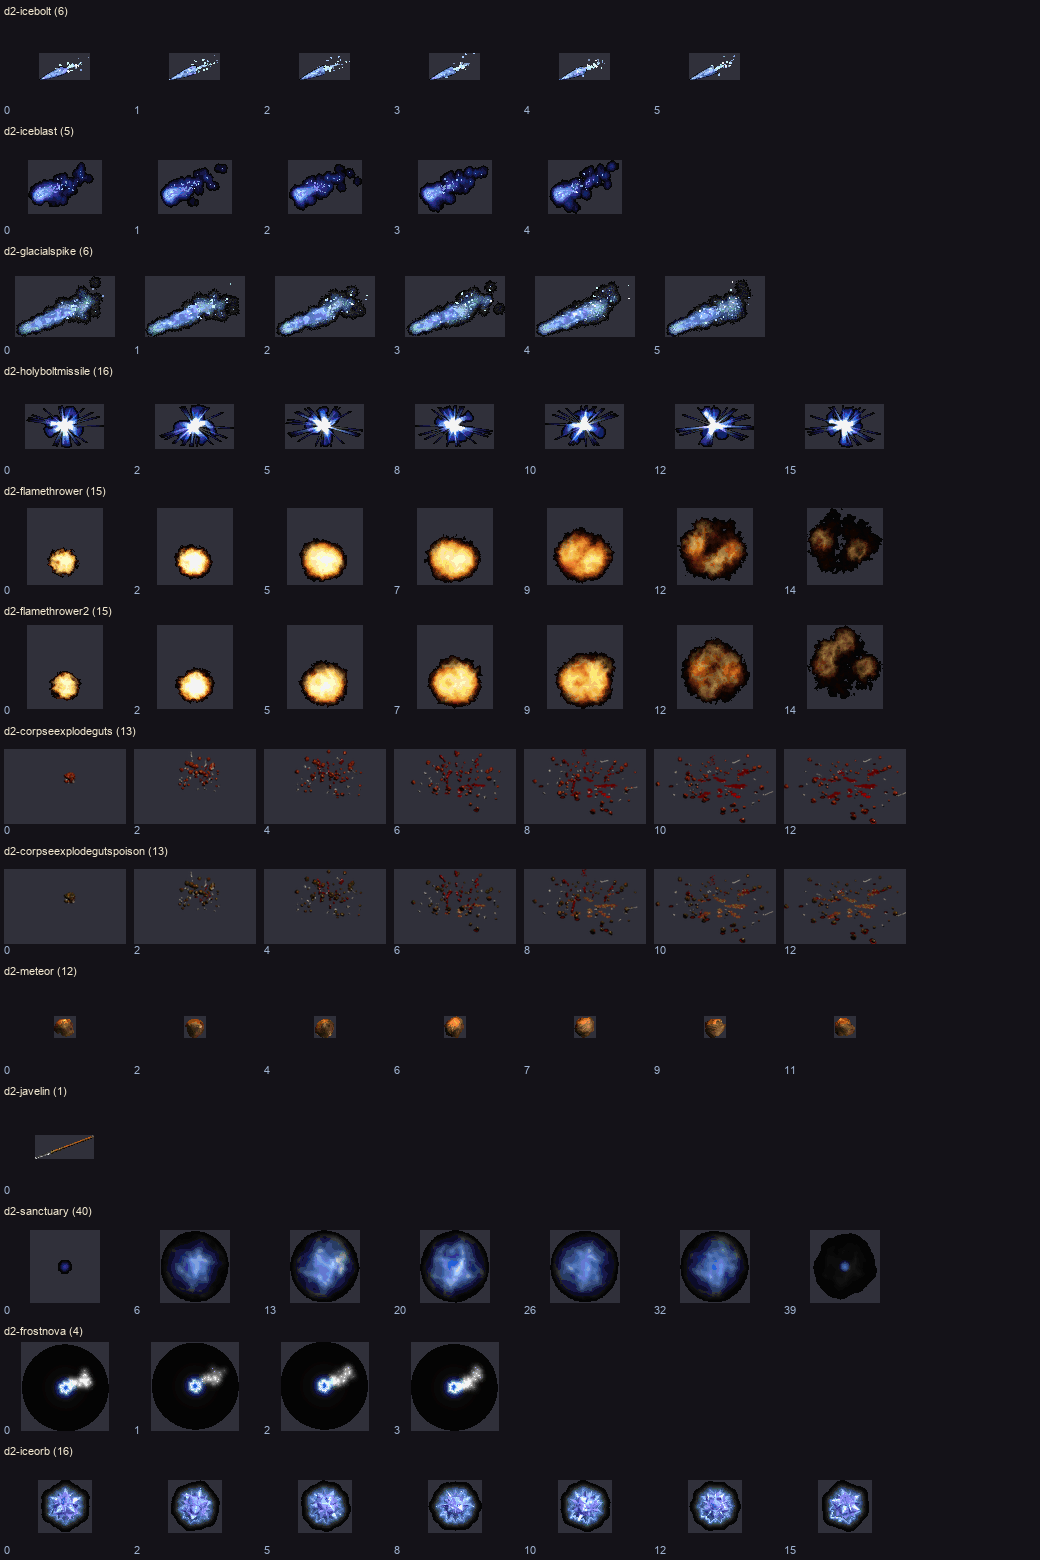 d2-icebolt (6)
0 1 2 3 4 5
d2-iceblast (5)
0 1 2 3 4
d2-glacialspike (6)
0 1 2 3 4 5
d2-holyboltmissile (16)
0 2 5 8 10 12 15
d2-flamethrower (15)
0 2 5 7 9 12 14
d2-flamethrower2 (15)
0 2 5 7 9 12 14
d2-corpseexplodeguts (13)
0 2 4 6 8 10 12
d2-corpseexplodegutspoison (13)
0 2 4 6 8 10 12
d2-meteor (12)
0 2 4 6 7 9 11
d2-javelin (1)
0
d2-sanctuary (40)
0 6 13 20 26 32 39
d2-frostnova (4)
0 1 2 3
d2-iceorb (16)
0 2 5 8 10 12 15